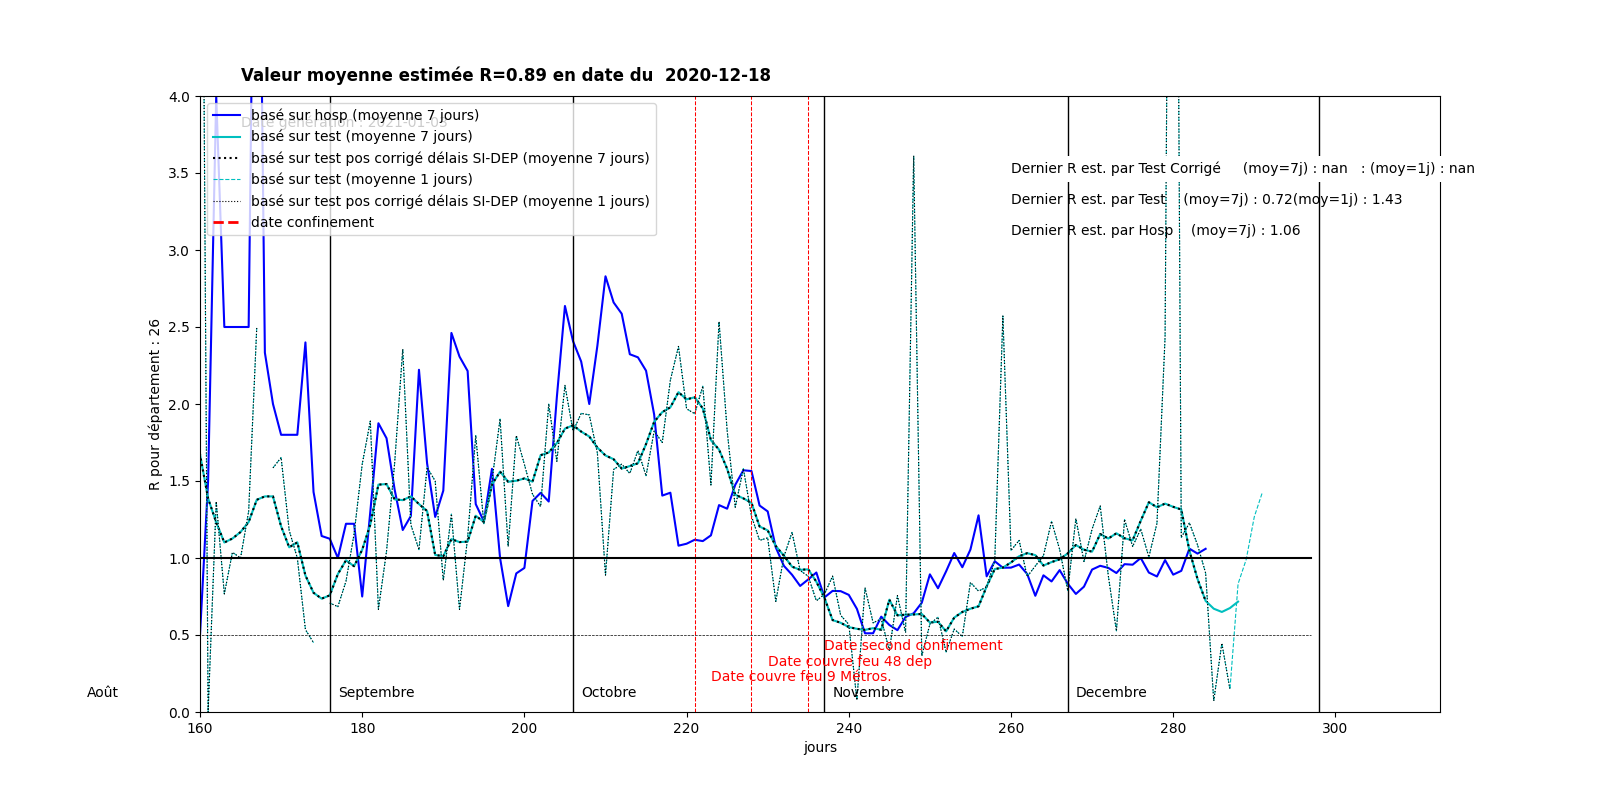 Valeur moyenne estimée R=0.89 en date du  2020-12-18
Date génération : 2021-01-03
basé sur hosp (moyenne 7 jours)
basé sur test (moyenne 7 jours)
basé sur test pos corrigé délais SI-DEP (moyenne 7 jours)
basé sur test (moyenne 1 jours)
basé sur test pos corrigé délais SI-DEP (moyenne 1 jours)
date confinement
Dernier R est. par Test Corrigé     (moy=7j) : nan   : (moy=1j) : nan
Dernier R est. par Test    (moy=7j) : 0.72(moy=1j) : 1.43
Dernier R est. par Hosp    (moy=7j) : 1.06
R pour département : 26
4.0
3.5
3.0
2.5
2.0
1.5
1.0
0.5
0.0
Date second confinement
Date couvre feu 48 dep
Date couvre feu 9 Métros.
Août
Septembre
Octobre
Novembre
Decembre
160
180
200
220
240
260
280
300
jours